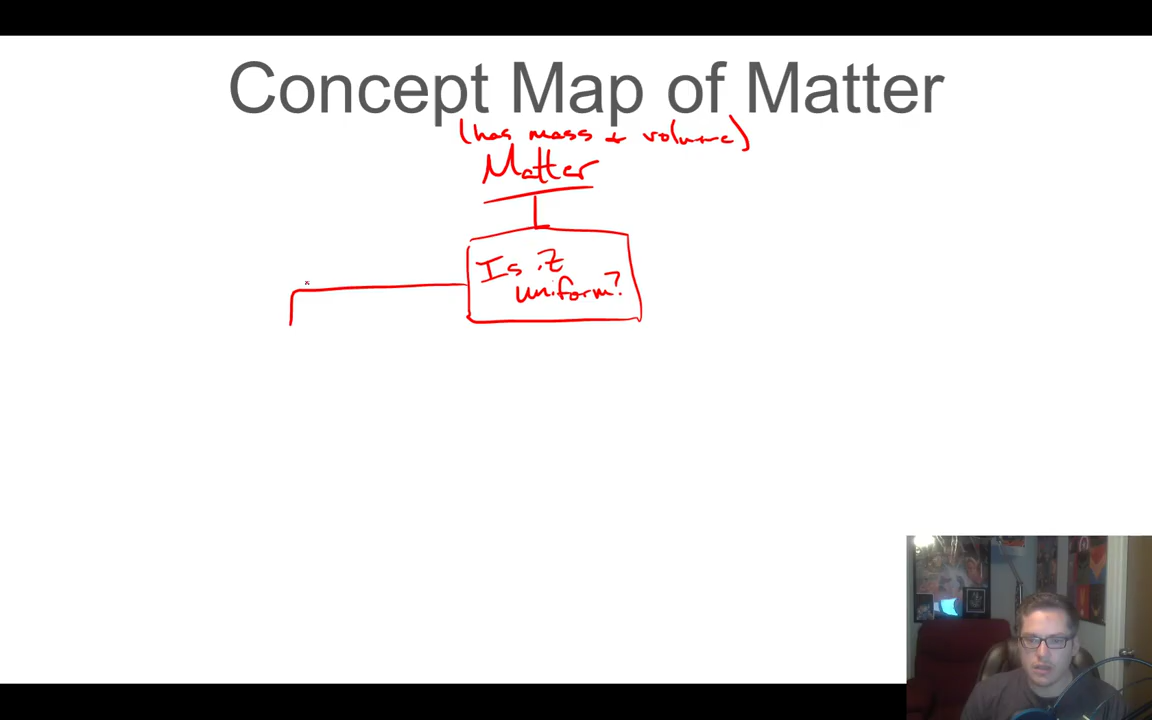 Concept Map of Matter
(has mass + volume)
Matter
Is it
uniform?